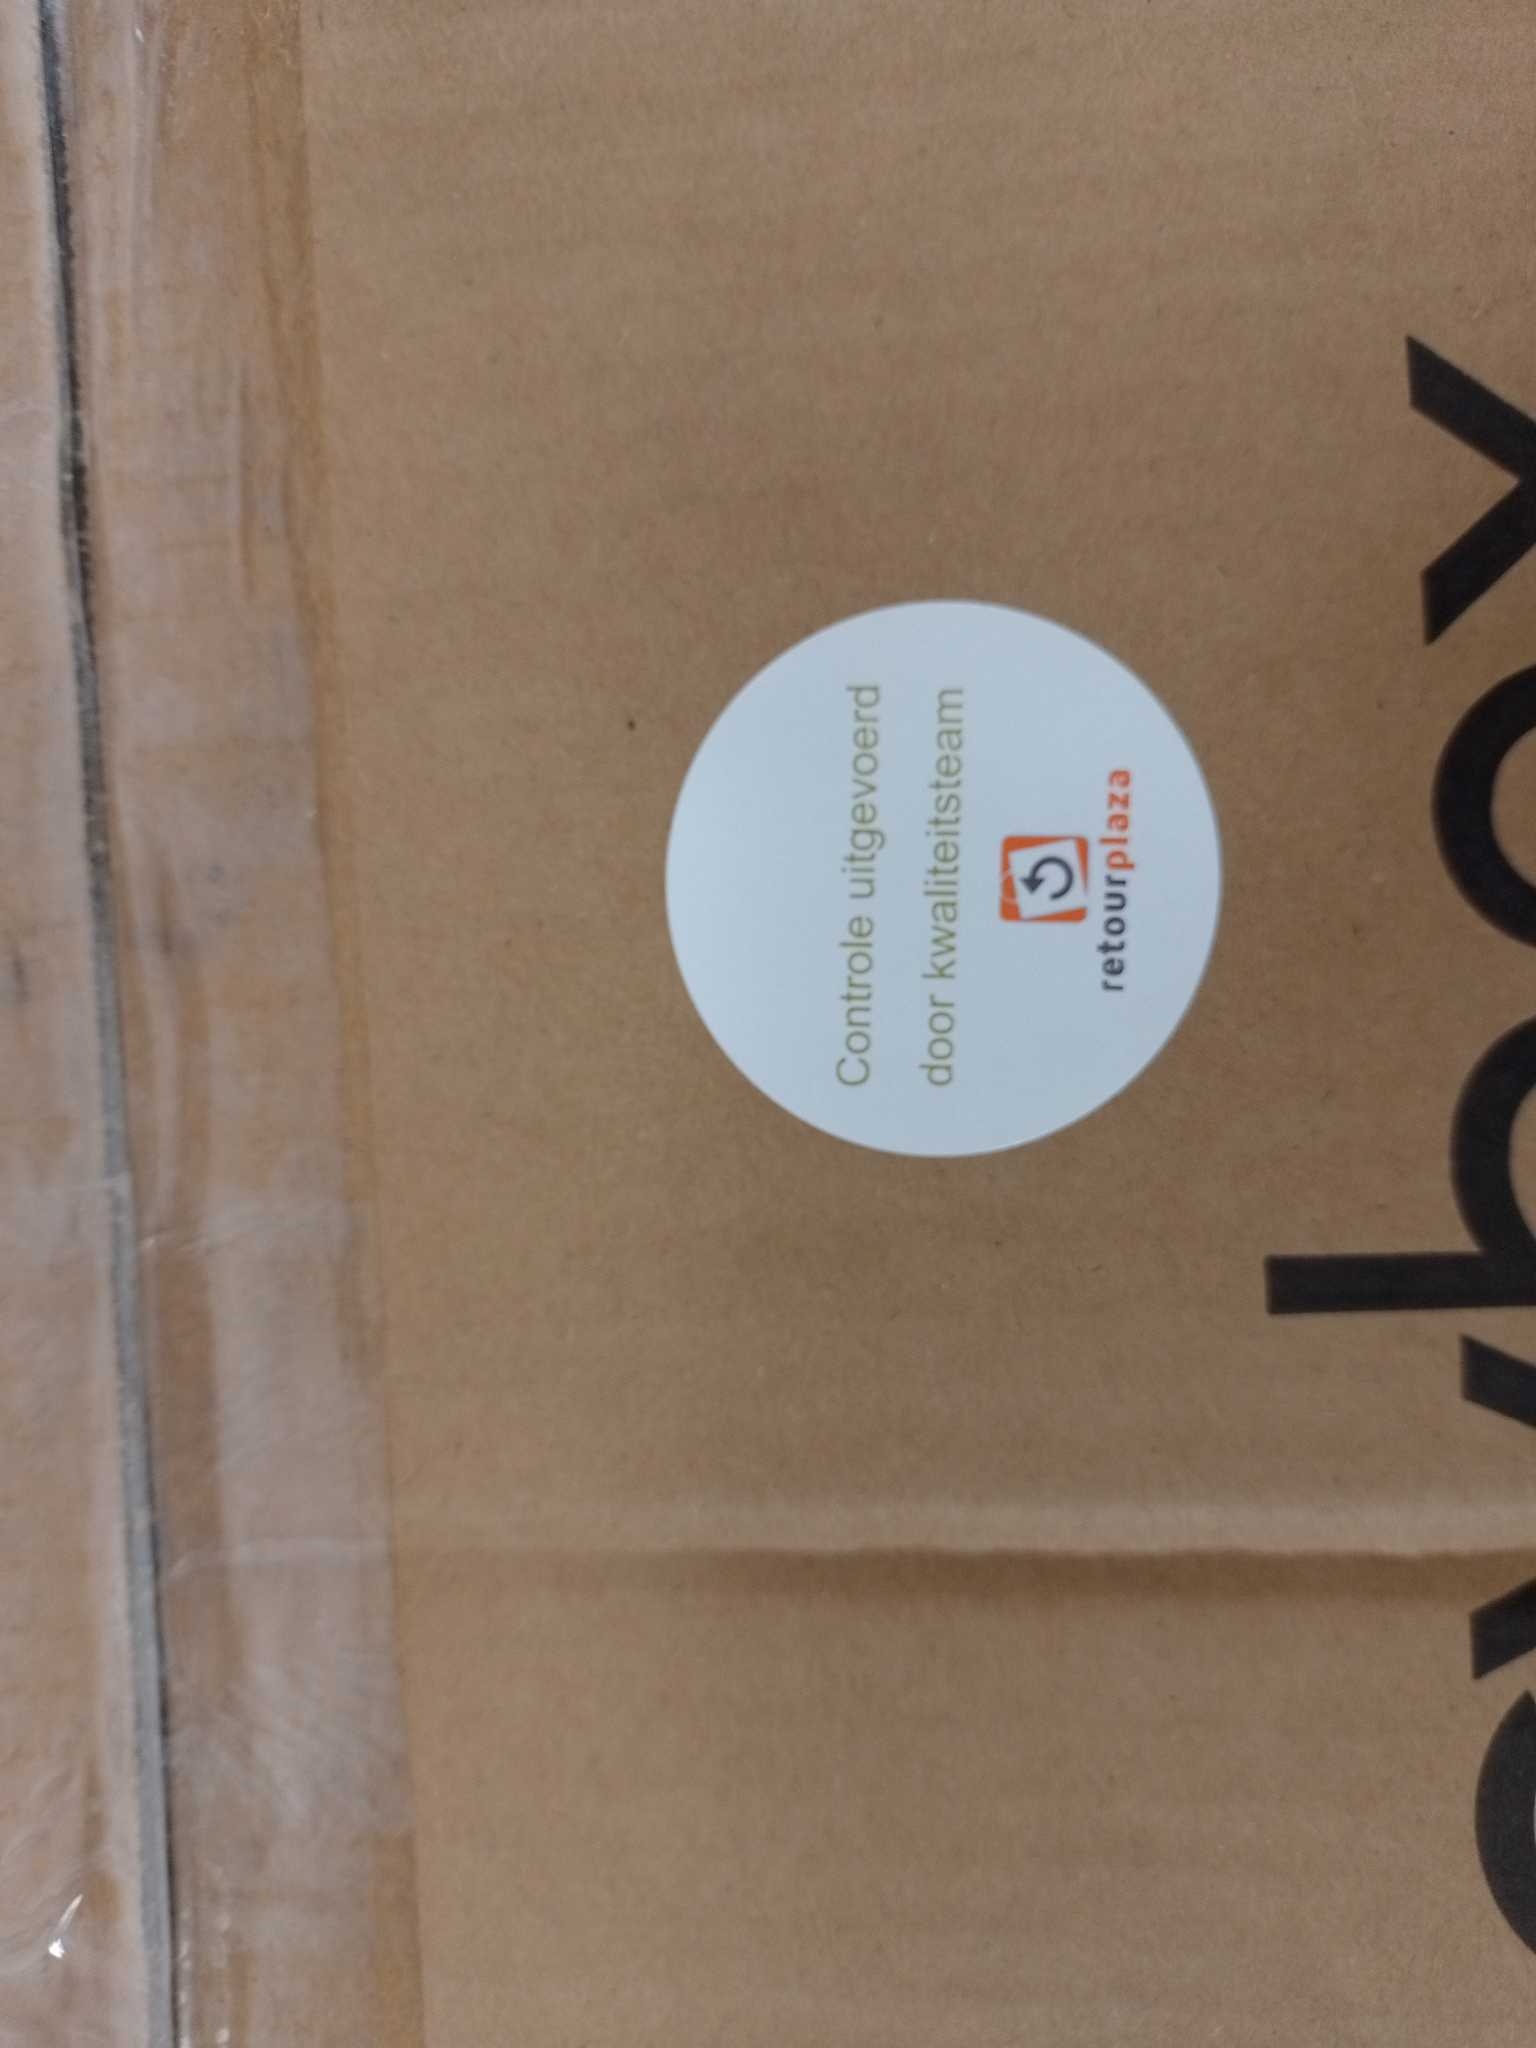 Controle uitgevoerd
door kwaliteitsteam
retourplaza